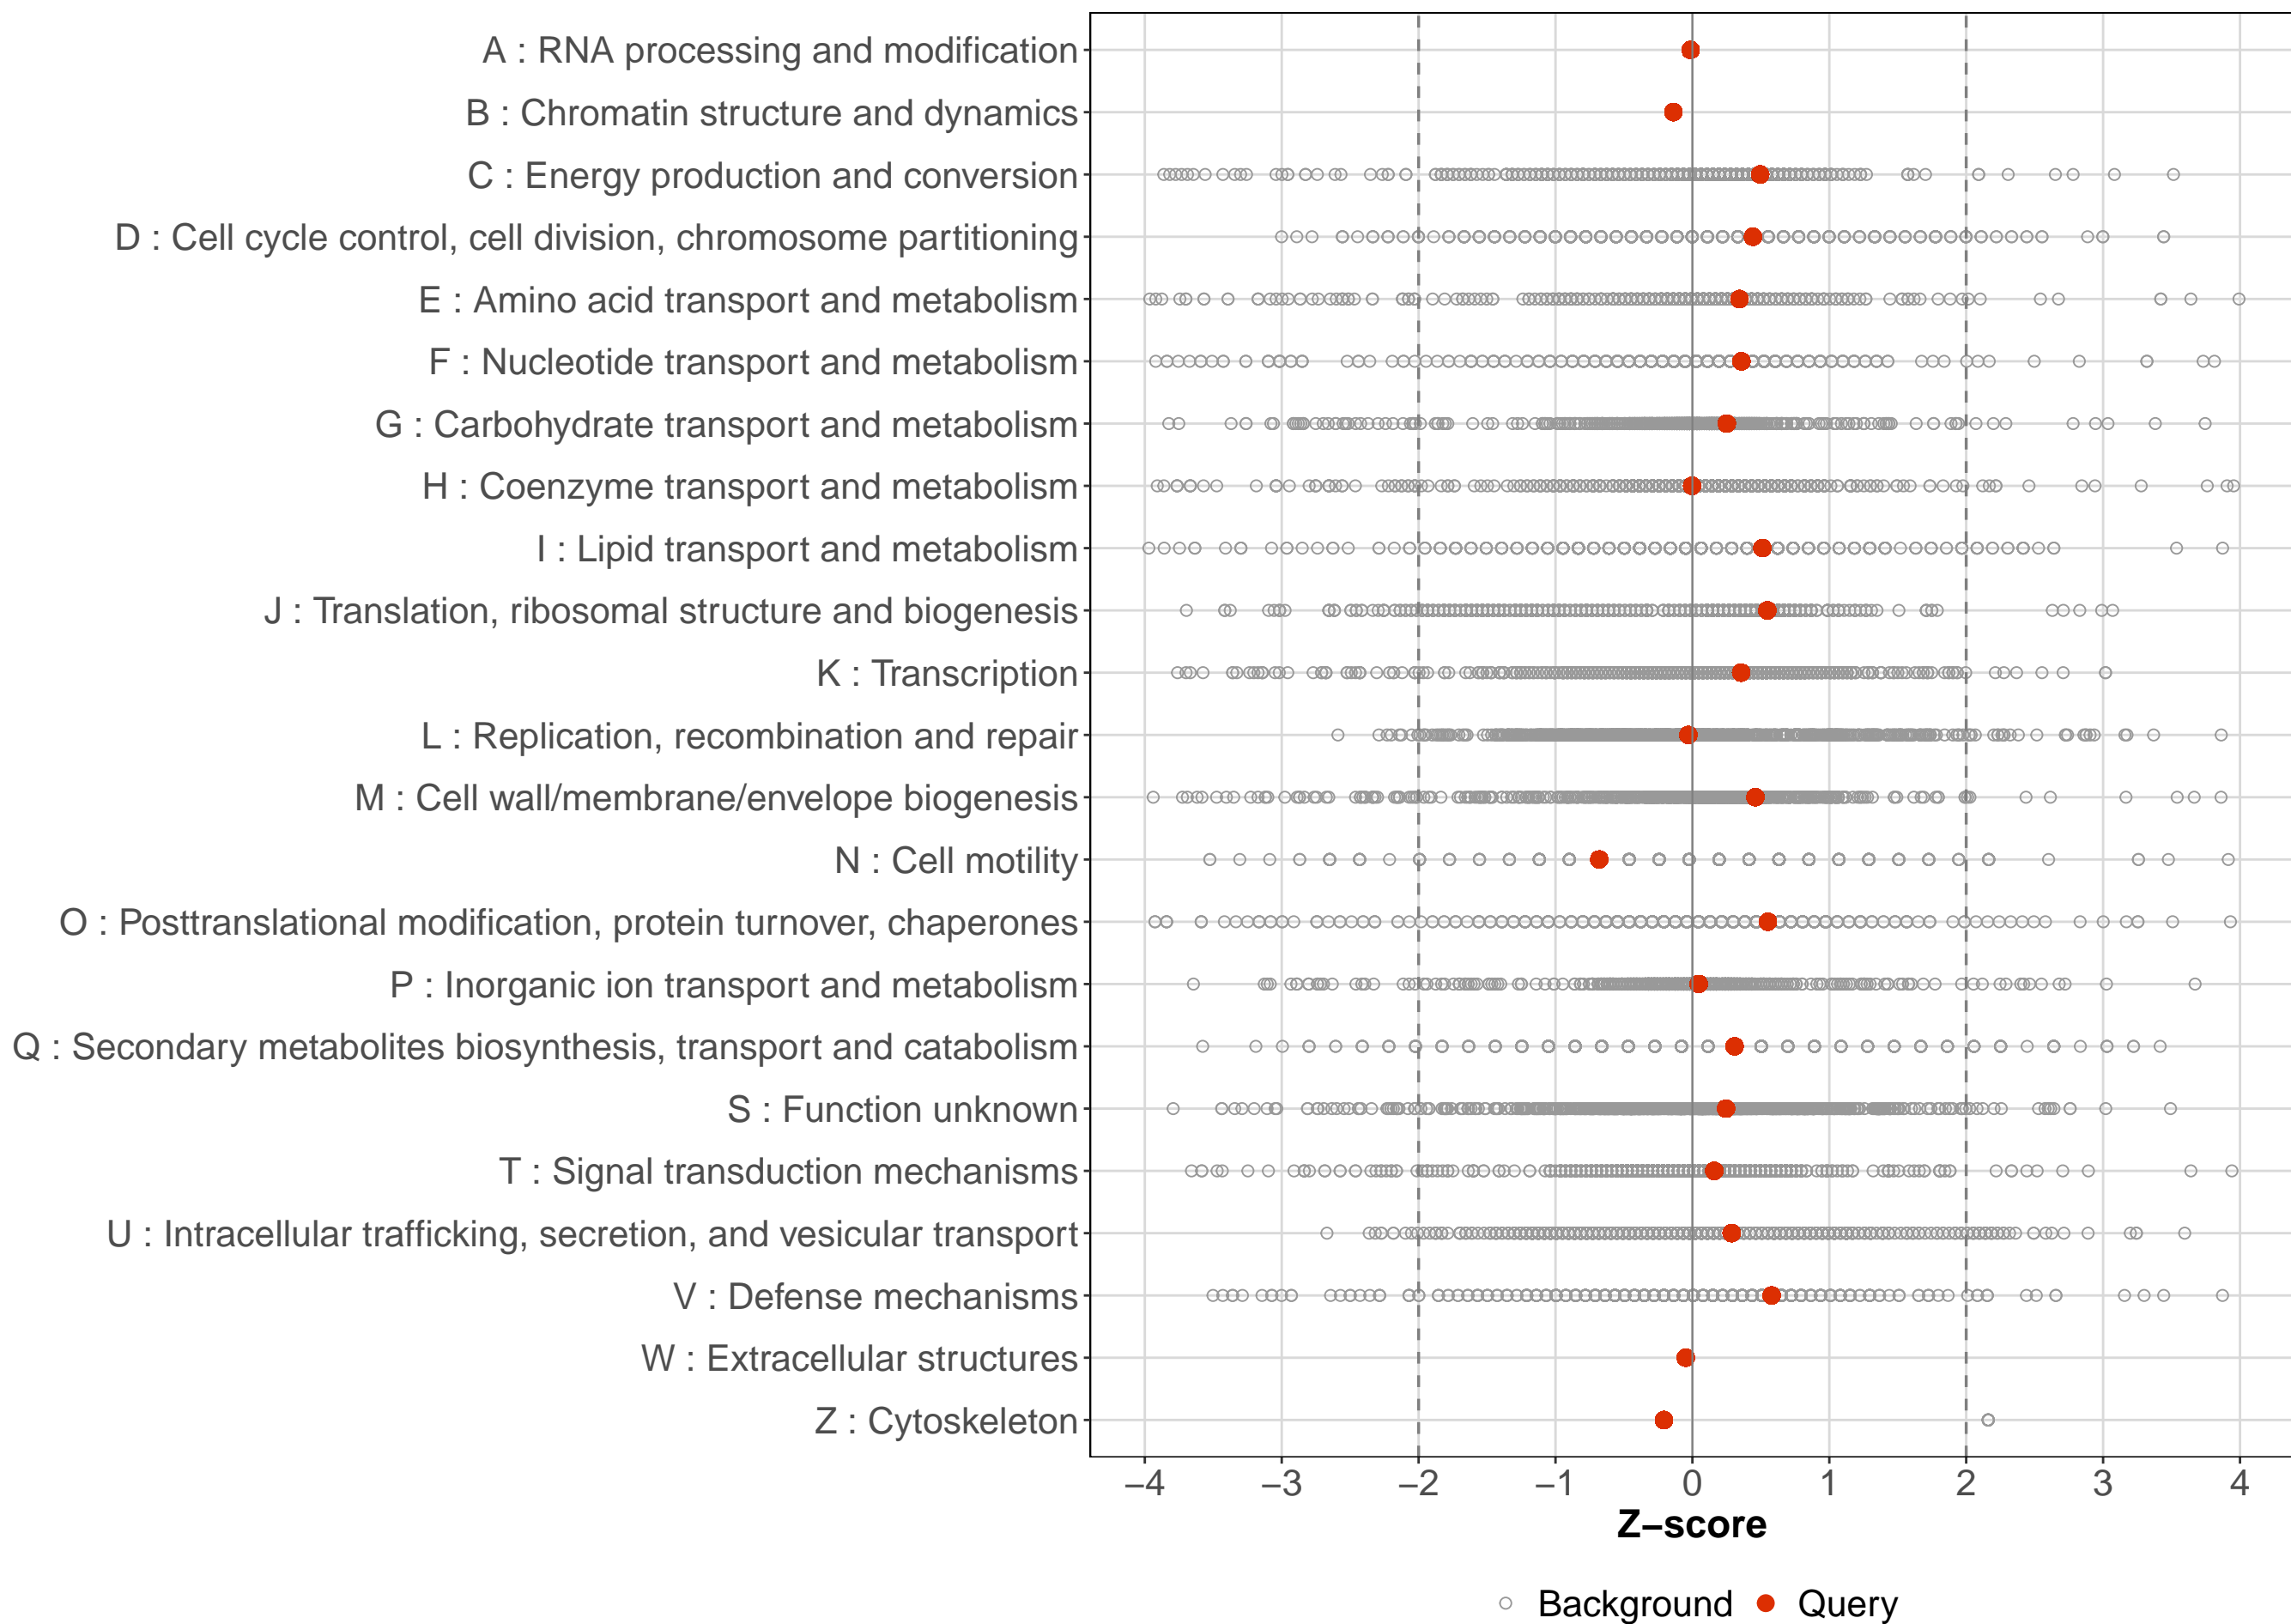 A : RNA processing and modification
B : Chromatin structure and dynamics
C : Energy production and conversion
D : Cell cycle control, cell division, chromosome partitioning
E : Amino acid transport and metabolism
F : Nucleotide transport and metabolism
G : Carbohydrate transport and metabolism
H : Coenzyme transport and metabolism
I : Lipid transport and metabolism
J : Translation, ribosomal structure and biogenesis
K : Transcription
L : Replication, recombination and repair
M : Cell wall/membrane/envelope biogenesis
N : Cell motility
O : Posttranslational modification, protein turnover, chaperones
P : Inorganic ion transport and metabolism
Q : Secondary metabolites biosynthesis, transport and catabolism
S : Function unknown
T : Signal transduction mechanisms
U : Intracellular trafficking, secretion, and vesicular transport
V : Defense mechanisms
W : Extracellular structures
Z : Cytoskeleton
−4 −3 −2 −1 0 1 2 3 4
Z−score
Background Query